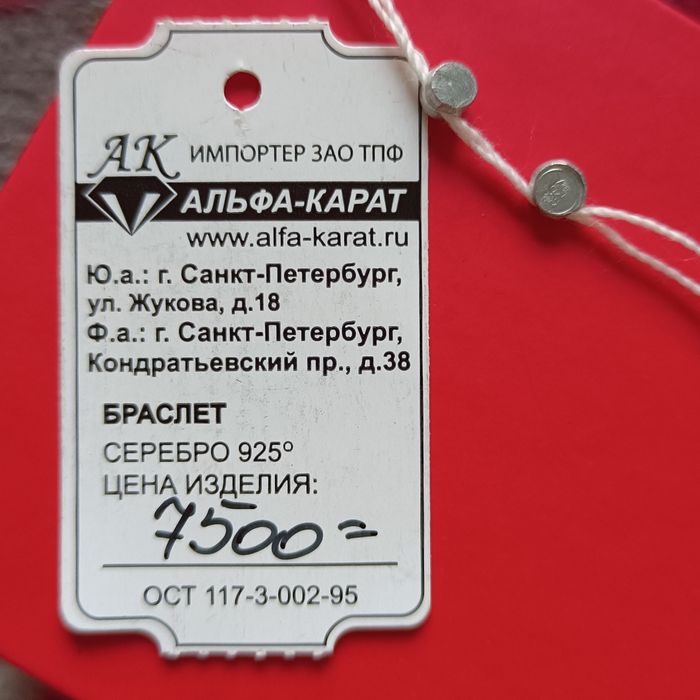 АК ИМПОРТЕР ЗАО ТПФ
АЛЬФА-КАРАТ
www.alfa-karat.ru
Ю.а.: г. Санкт-Петербург,
ул. Жукова, д.18
Ф.а.: г. Санкт-Петербург,
Кондратьевский пр., д.38
БРАСЛЕТ
СЕРЕБРО 925°
ЦЕНА ИЗДЕЛИЯ:
7500=
ОСТ 117-3-002-95